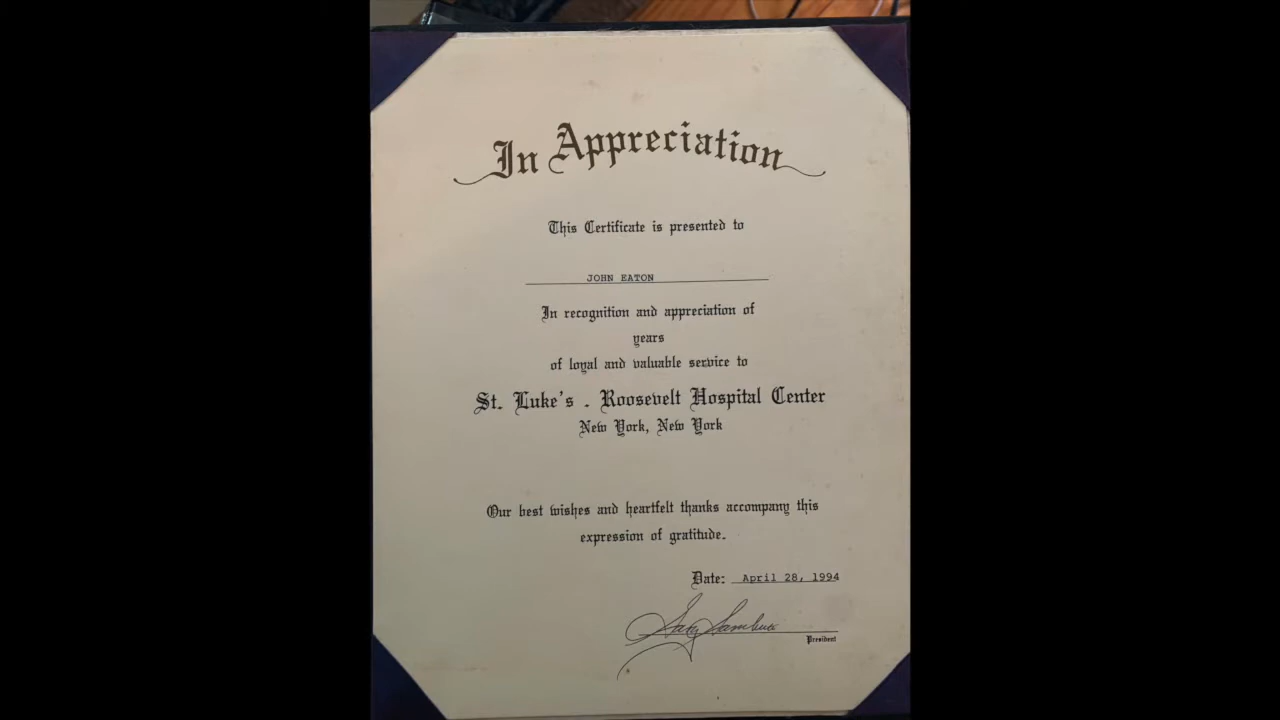 In Appreciation
This Certificate is presented to
JOHN EATON
In recognition and appreciation of
years
of loyal and valuable service to
St. Luke's . Roosevelt Hospital Center
New York, New York
Our best wishes and heartfelt thanks accompany this
expression of gratitude.
Date: April 28, 1994
President